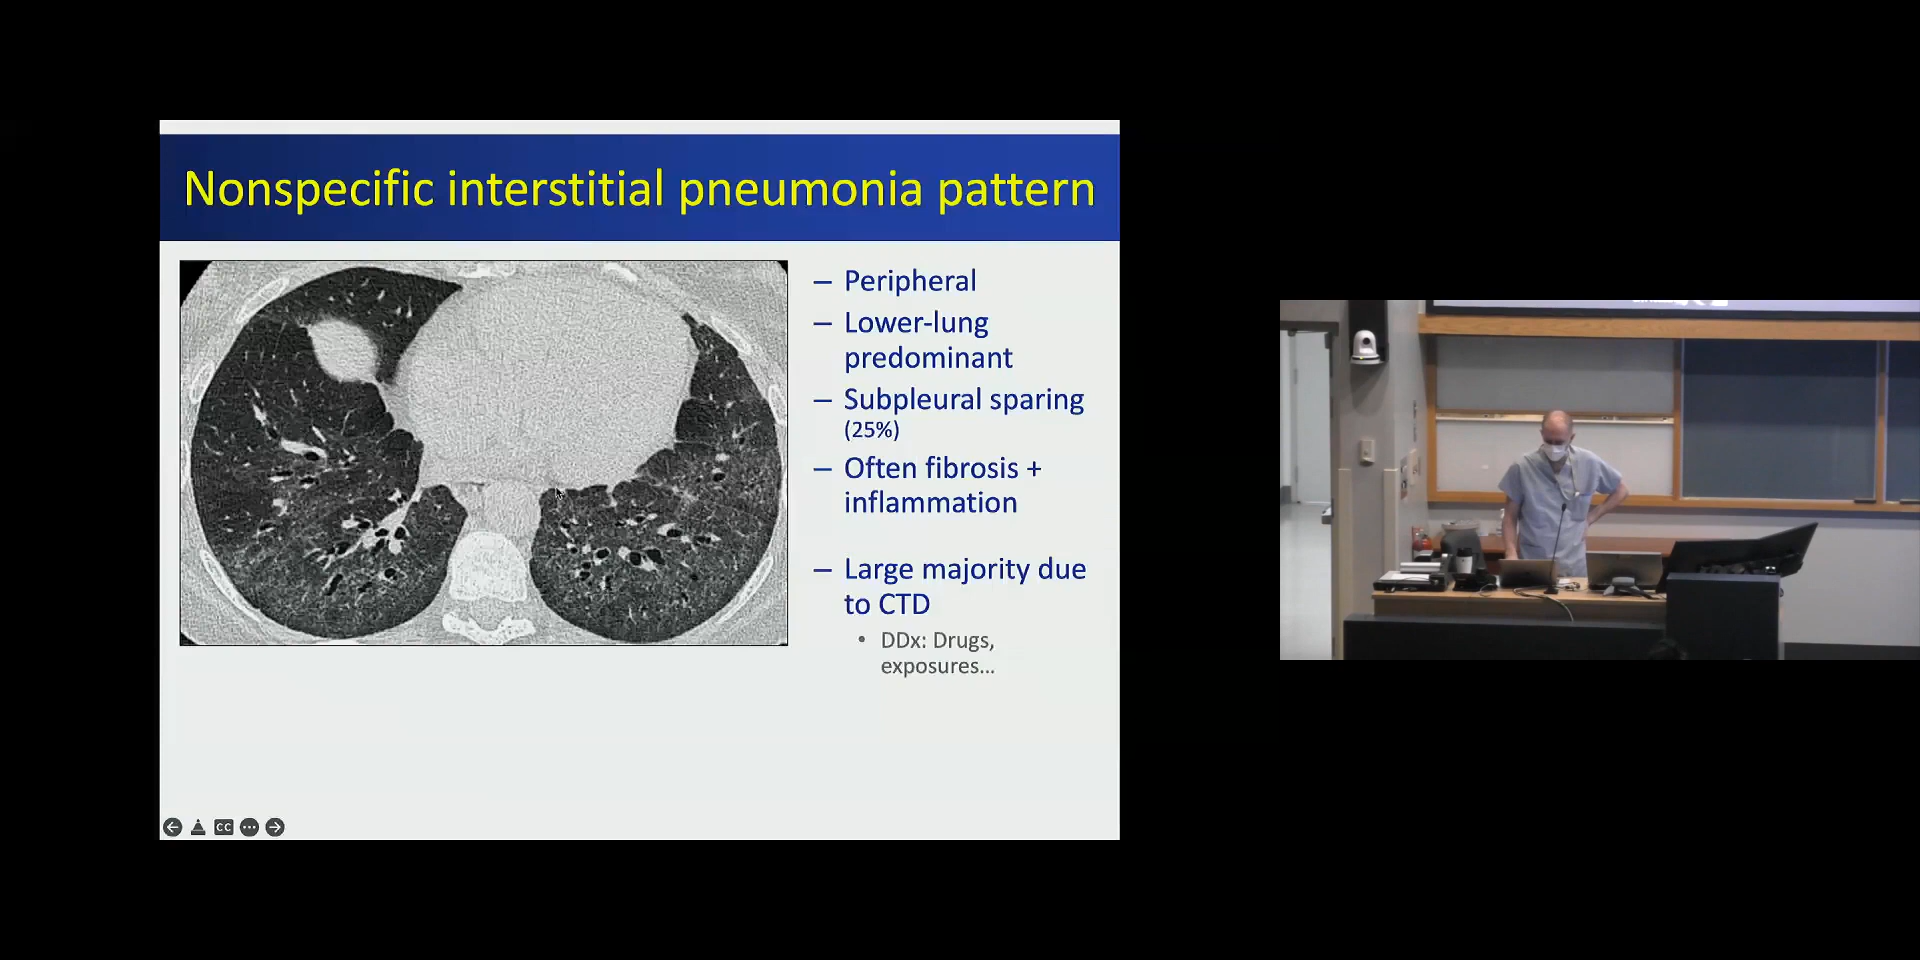 Nonspecific interstitial pneumonia pattern
– Peripheral
– Lower-lung
predominant
– Subpleural sparing
(25%)
– Often fibrosis +
inflammation
– Large majority due
to CTD
• DDx: Drugs,
exposures...
CC